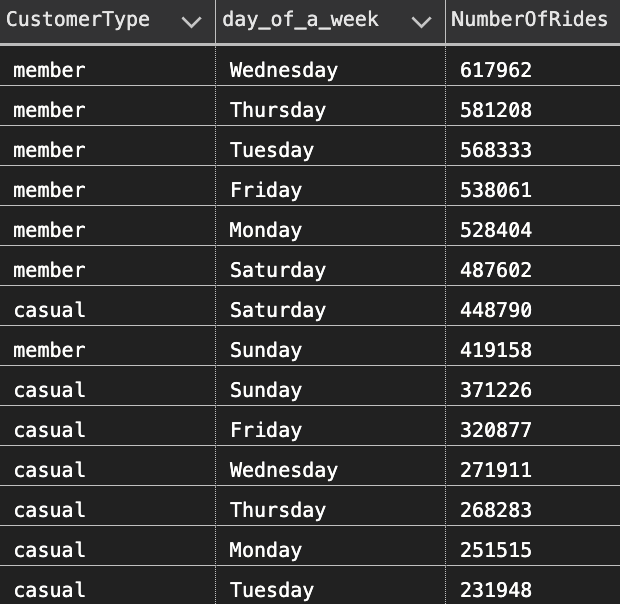 CustomerType day_of_a_week NumberOfRides
member Wednesday 617962
member Thursday 581208
member Tuesday 568333
member Friday 538061
member Monday 528404
member Saturday 487602
casual Saturday 448790
member Sunday 419158
casual Sunday 371226
casual Friday 320877
casual Wednesday 271911
casual Thursday 268283
casual Monday 251515
casual Tuesday 231948